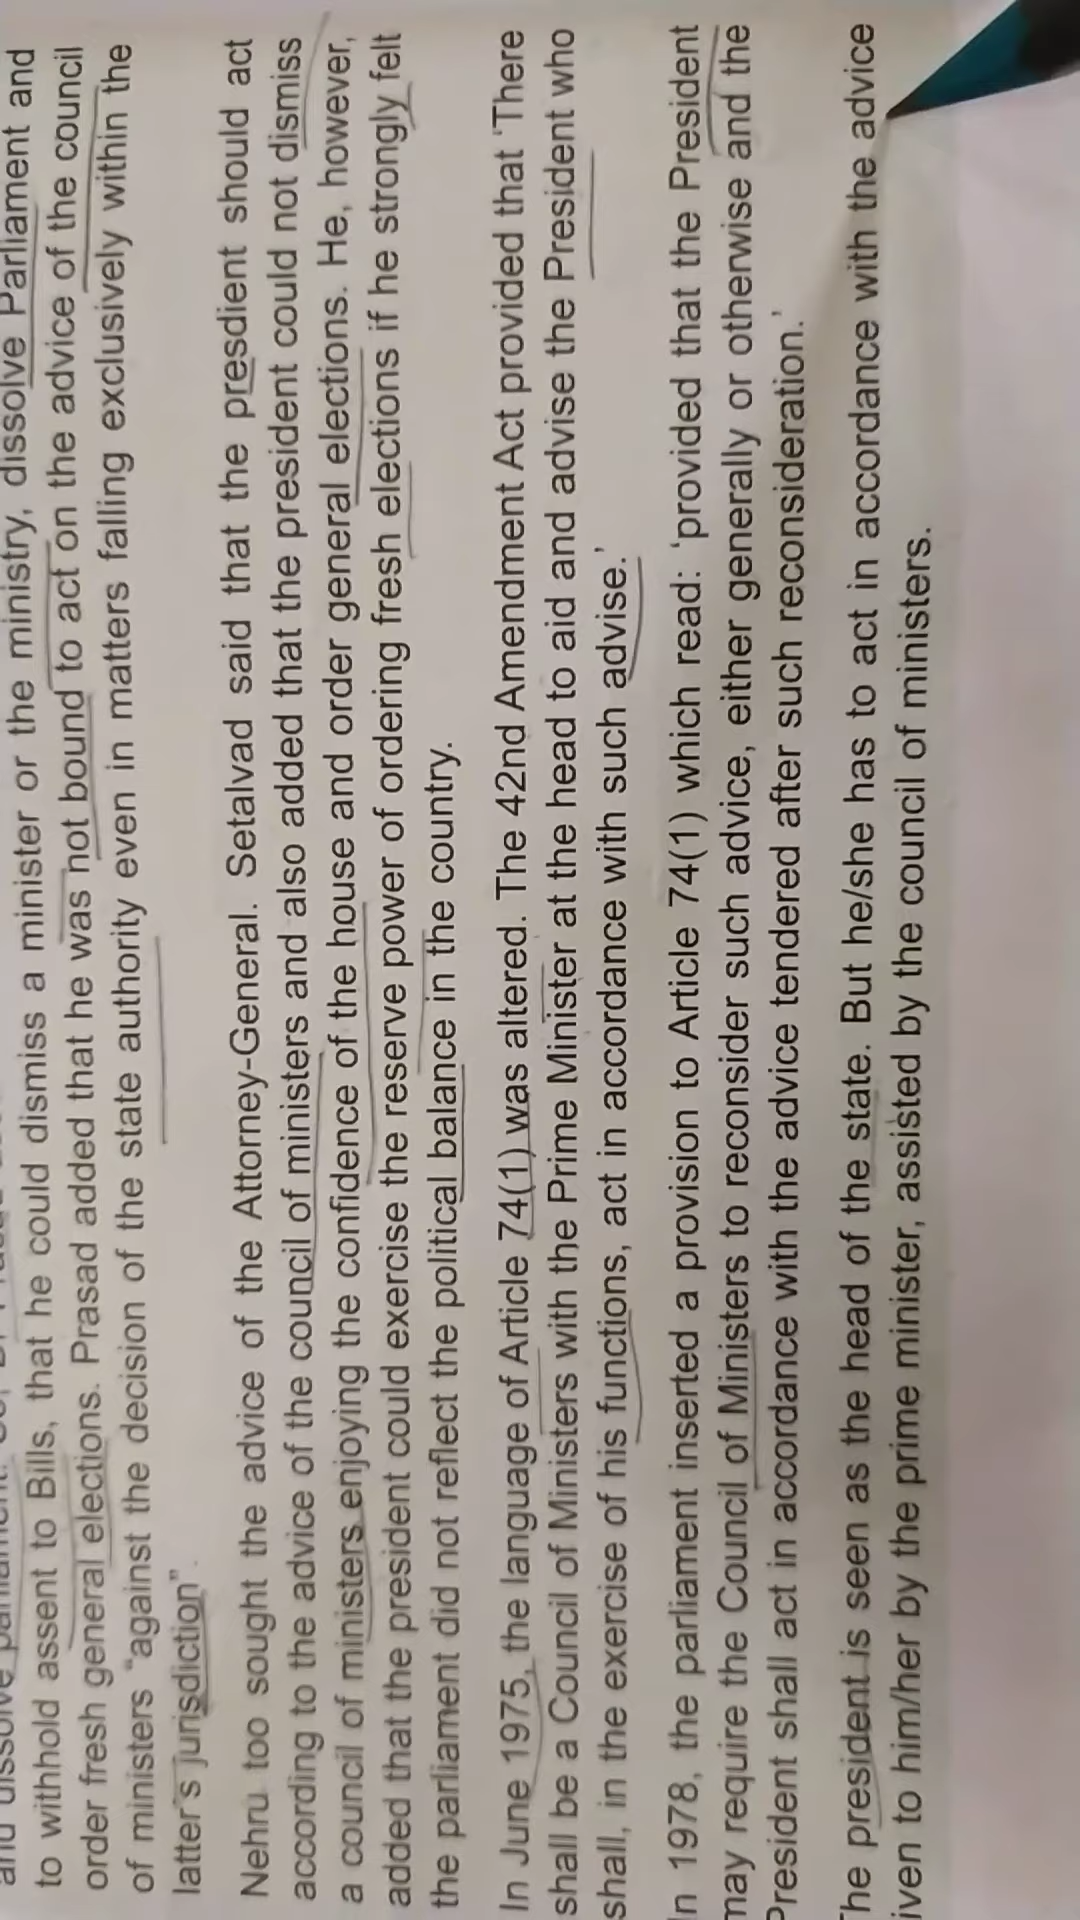 to withhold assent to Bills, that he could dismiss a minister or the ministry, dissolve Parliament and
order fresh general elections. Prasad added that he was not bound to act on the advice of the council
of ministers "against the decision of the state authority even in matters falling exclusively within the
latter's jurisdiction".
Nehru too sought the advice of the Attorney-General. Setalvad said that the presdient should act
according to the advice of the council of ministers and also added that the president could not dismiss
a council of ministers enjoying the confidence of the house and order general elections. He, however,
added that the president could exercise the reserve power of ordering fresh elections if he strongly felt
the parliament did not reflect the political balance in the country.
In June 1975, the language of Article 74(1) was altered. The 42nd Amendment Act provided that 'There
shall be a Council of Ministers with the Prime Minister at the head to aid and advise the President who
shall, in the exercise of his functions, act in accordance with such advise.'
In 1978, the parliament inserted a provision to Article 74(1) which read: 'provided that the President
may require the Council of Ministers to reconsider such advice, either generally or otherwise and the
President shall act in accordance with the advice tendered after such reconsideration.'
The president is seen as the head of the state. But he/she has to act in accordance with the advice
iven to him/her by the prime minister, assisted by the council of ministers.